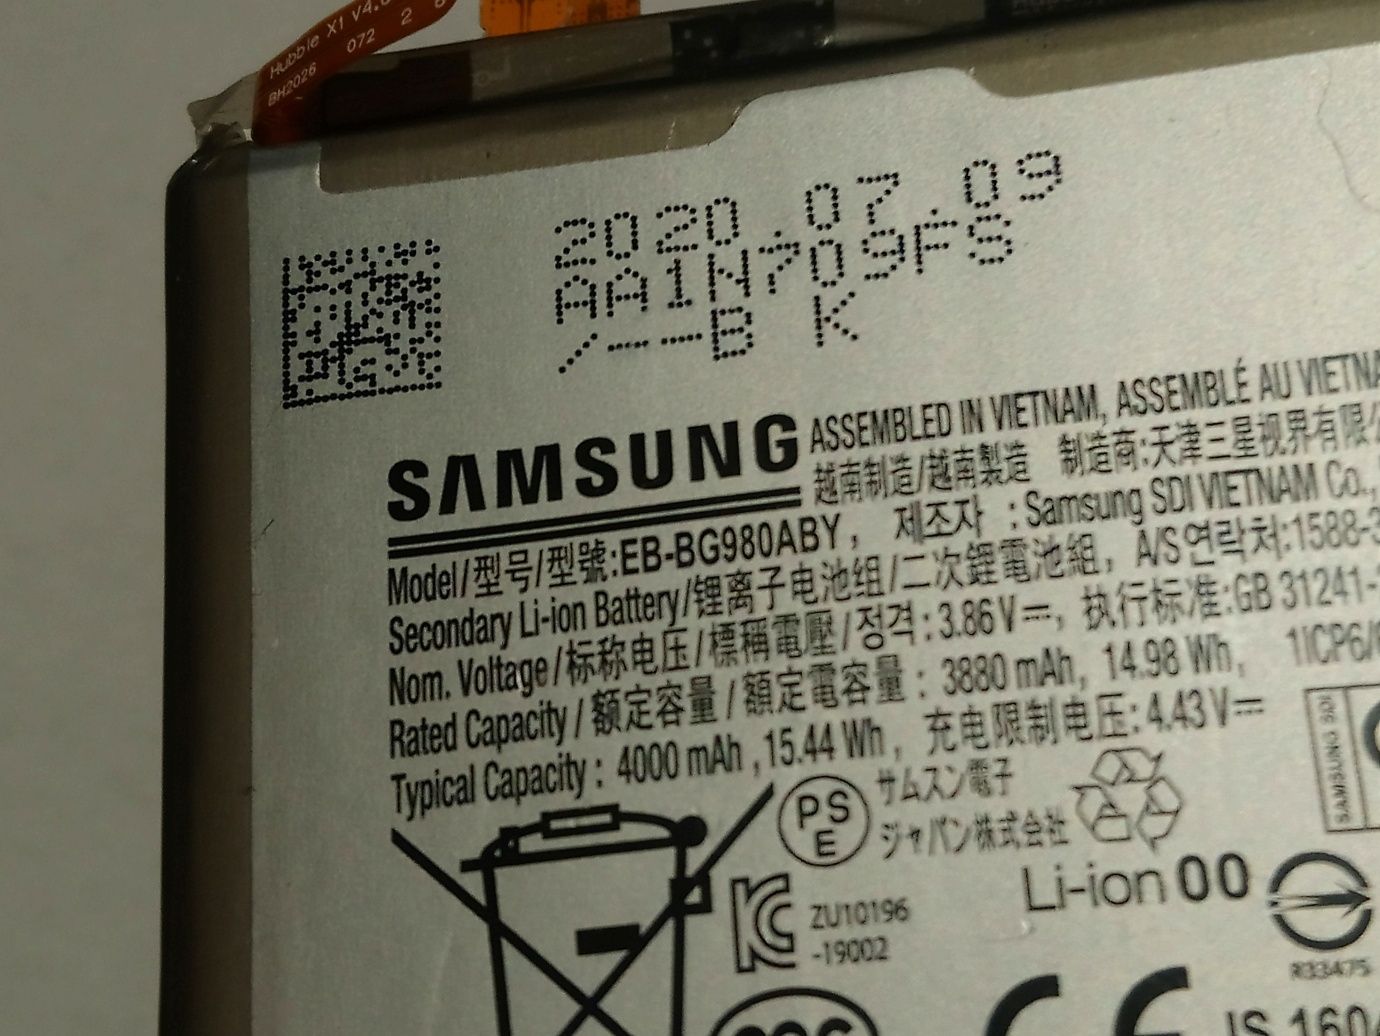 Hubble X1 V4.
072 2
BH2026
2020.07.09
AA1N709FS
/--B K
SAMSUNG
ASSEMBLED IN VIETNAM, ASSEMBLÉ AU VIETNA
越南制造/越南製造 制造商:天津三星视界有限
Model/型号/型號:EB-BG980ABY, 제조자 :Samsung SDI VIETNAM Co.,
Secondary Li-ion Battery/锂离子电池组/二次鋰電池組, A/S연락처:1588-3
Nom. Voltage/标称电压/標稱電壓/정격:3.86V⎓, 执行标准:GB 31241-
Rated Capacity/额定容量/額定電容量: 3880 mAh, 14.98 Wh, 1ICP6/
Typical Capacity: 4000 mAh ,15.44 Wh, 充电限制电压:4.43V⎓
SAMSUNG SDI
PS
E
サムスン電子
ジャパン株式会社
Li-ion 00
ZU10196
-19002
R33475
CE
IS 160